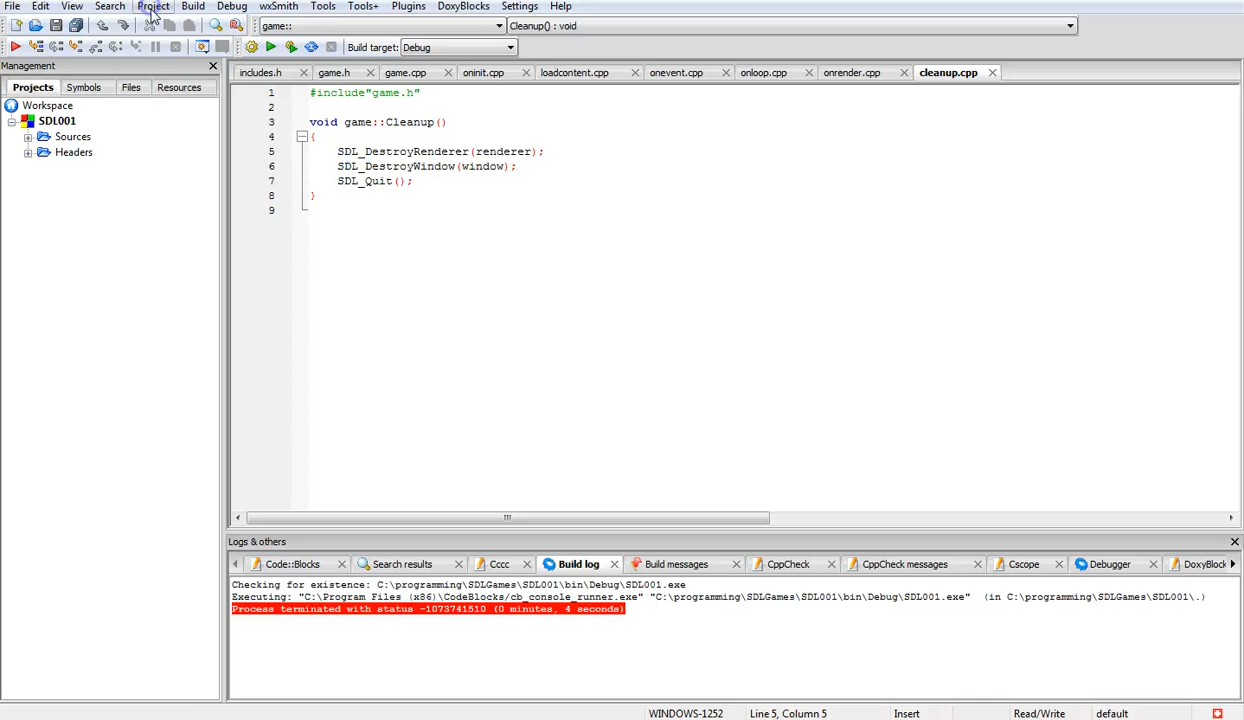 File Edit View Search Project Build Debug wxSmith Tools Tools+ Plugins DoxyBlocks Settings Help
game:: Cleanup() : void
Build target: Debug
Management
includes.h game.h game.cpp oninit.cpp loadcontent.cpp onevent.cpp onloop.cpp onrender.cpp cleanup.cpp
Projects Symbols Files Resources
Workspace
SDL001
Sources
Headers
1 #include"game.h"
2
3 void game::Cleanup()
4 {
5 SDL_DestroyRenderer(renderer);
6 SDL_DestroyWindow(window);
7 SDL_Quit();
8 }
9
Logs & others
Code::Blocks Search results Cccc Build log Build messages CppCheck CppCheck messages Cscope Debugger DoxyBlock
Checking for existence: C:\programming\SDLGames\SDL001\bin\Debug\SDL001.exe
Executing: "C:\Program Files (x86)\CodeBlocks/cb_console_runner.exe" "C:\programming\SDLGames\SDL001\bin\Debug\SDL001.exe" (in C:\programming\SDLGames\SDL001\.)
Process terminated with status -1073741510 (0 minutes, 4 seconds)
WINDOWS-1252 Line 5, Column 5 Insert Read/Write default